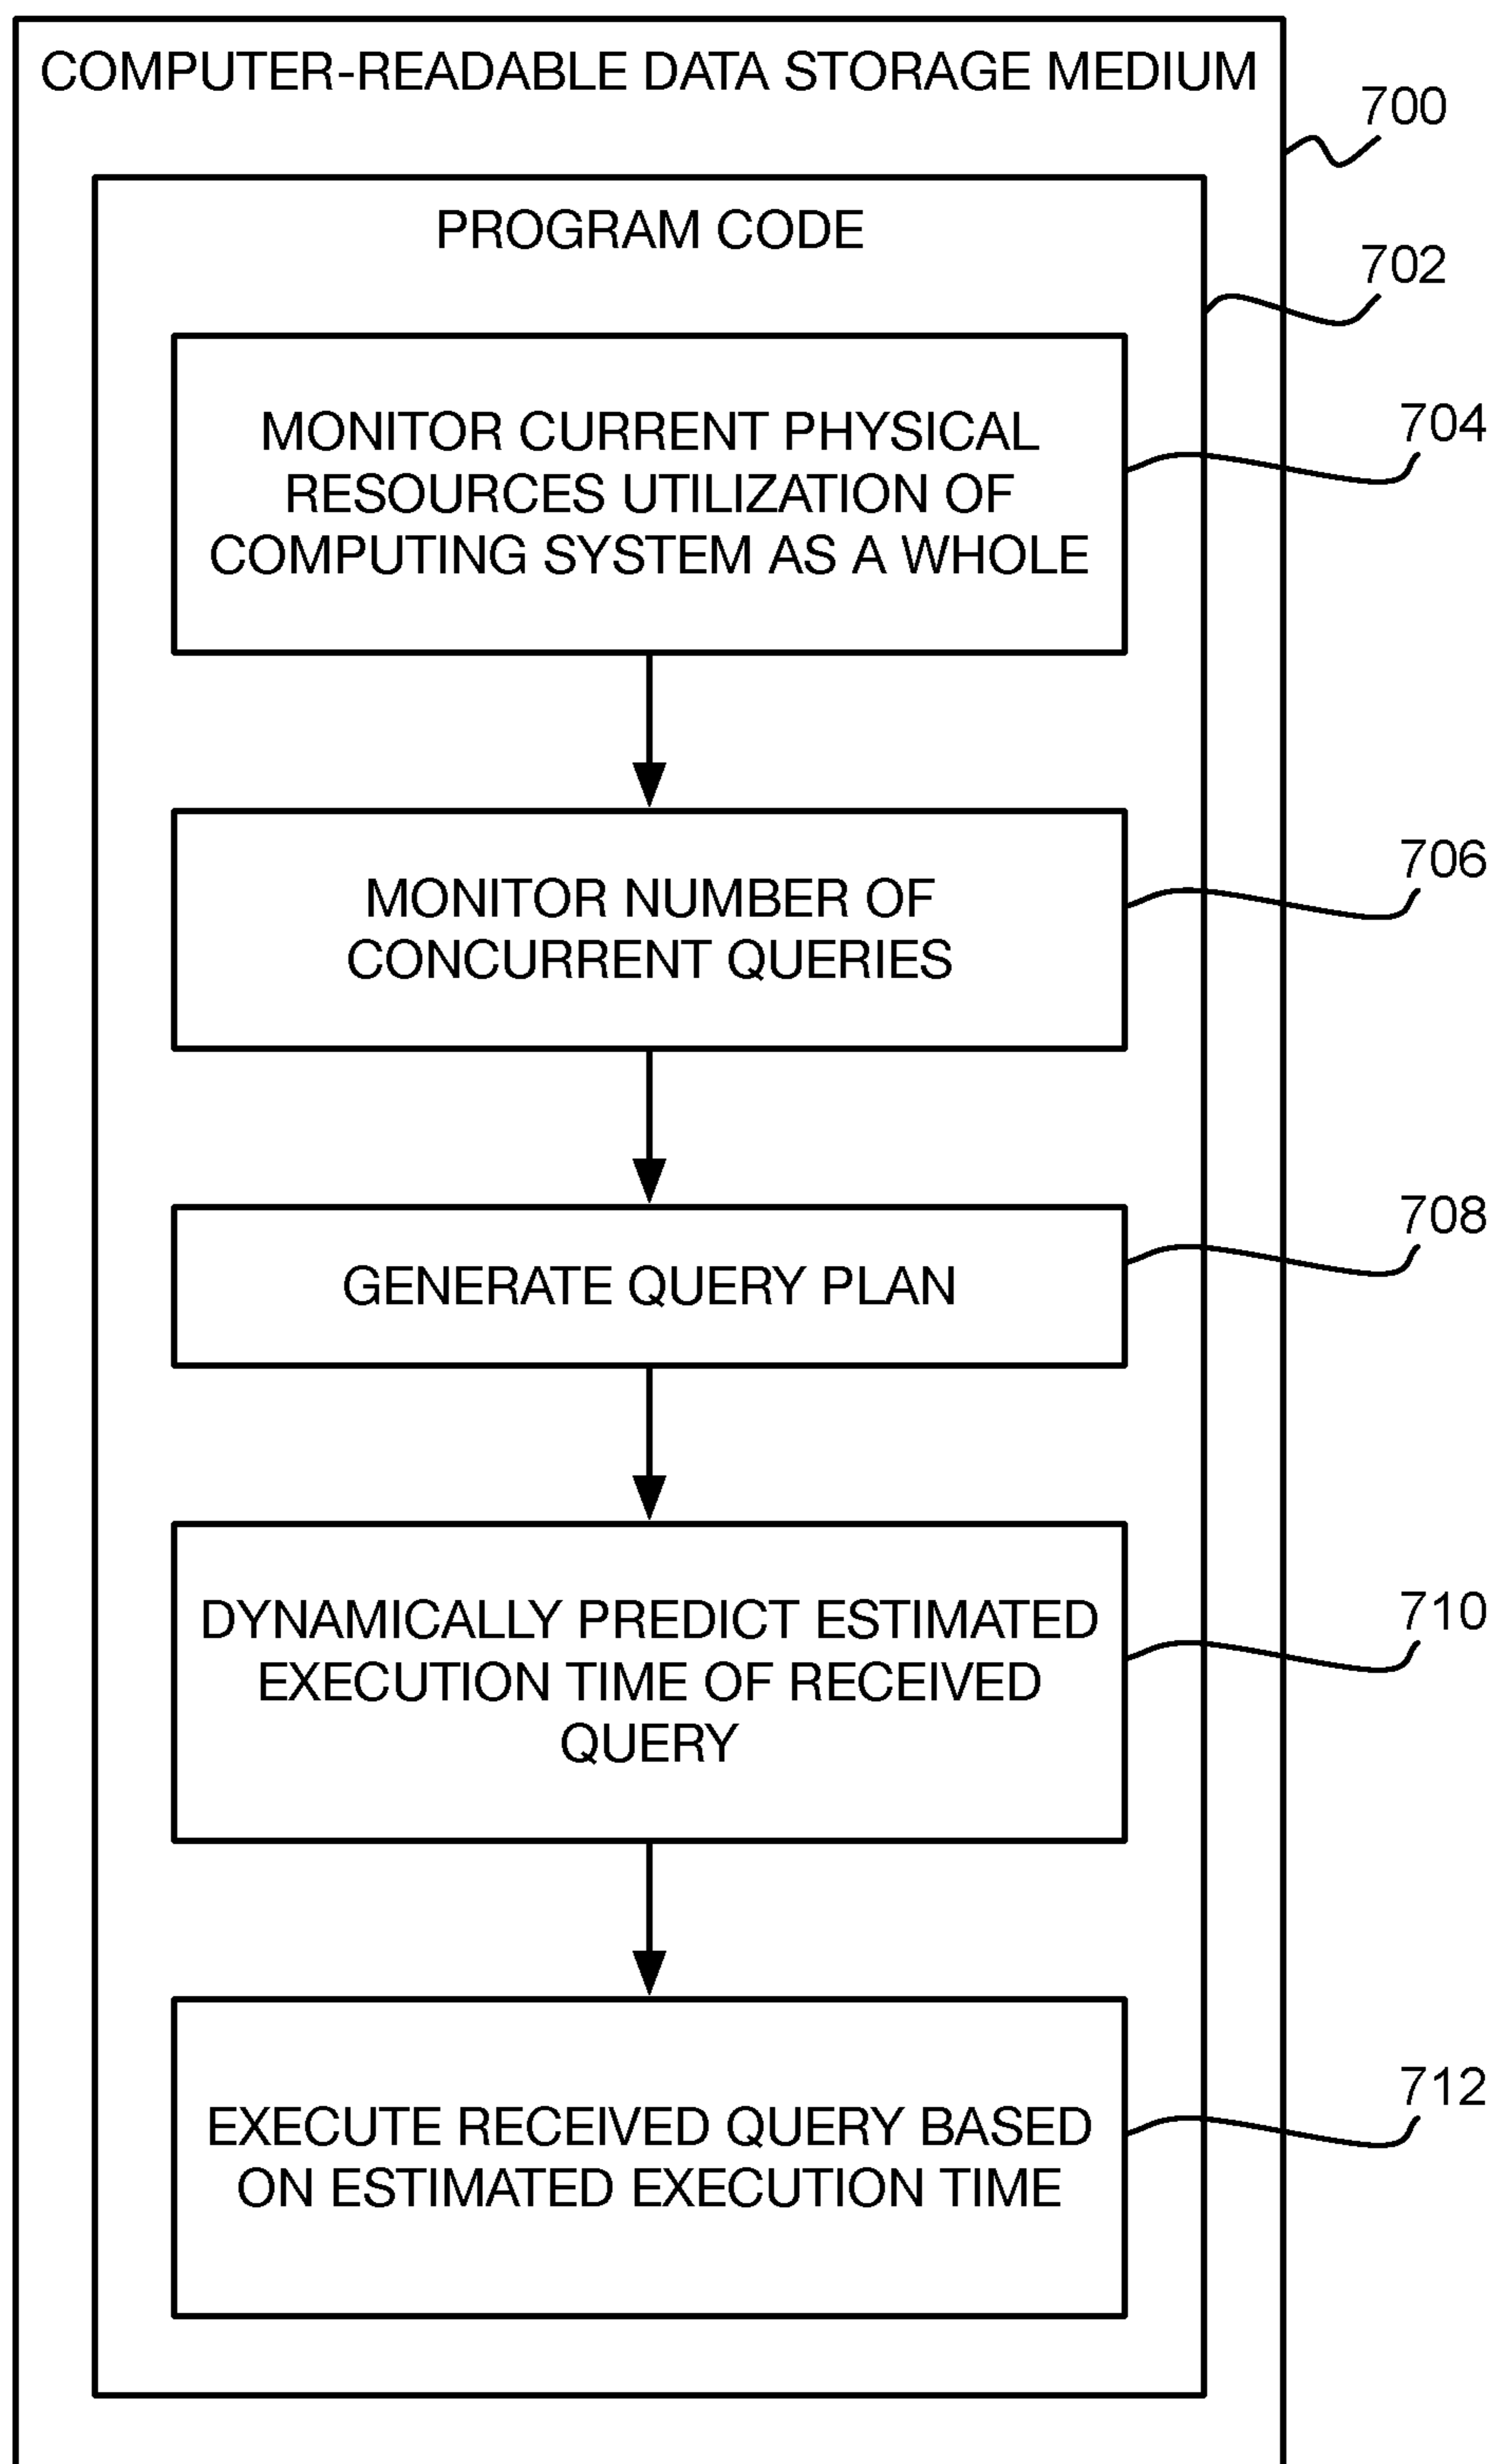 COMPUTER-READABLE DATA STORAGE MEDIUM
700
PROGRAM CODE
702
MONITOR CURRENT PHYSICAL
RESOURCES UTILIZATION OF
COMPUTING SYSTEM AS A WHOLE
704
MONITOR NUMBER OF
CONCURRENT QUERIES
706
GENERATE QUERY PLAN
708
DYNAMICALLY PREDICT ESTIMATED
EXECUTION TIME OF RECEIVED
QUERY
710
EXECUTE RECEIVED QUERY BASED
ON ESTIMATED EXECUTION TIME
712